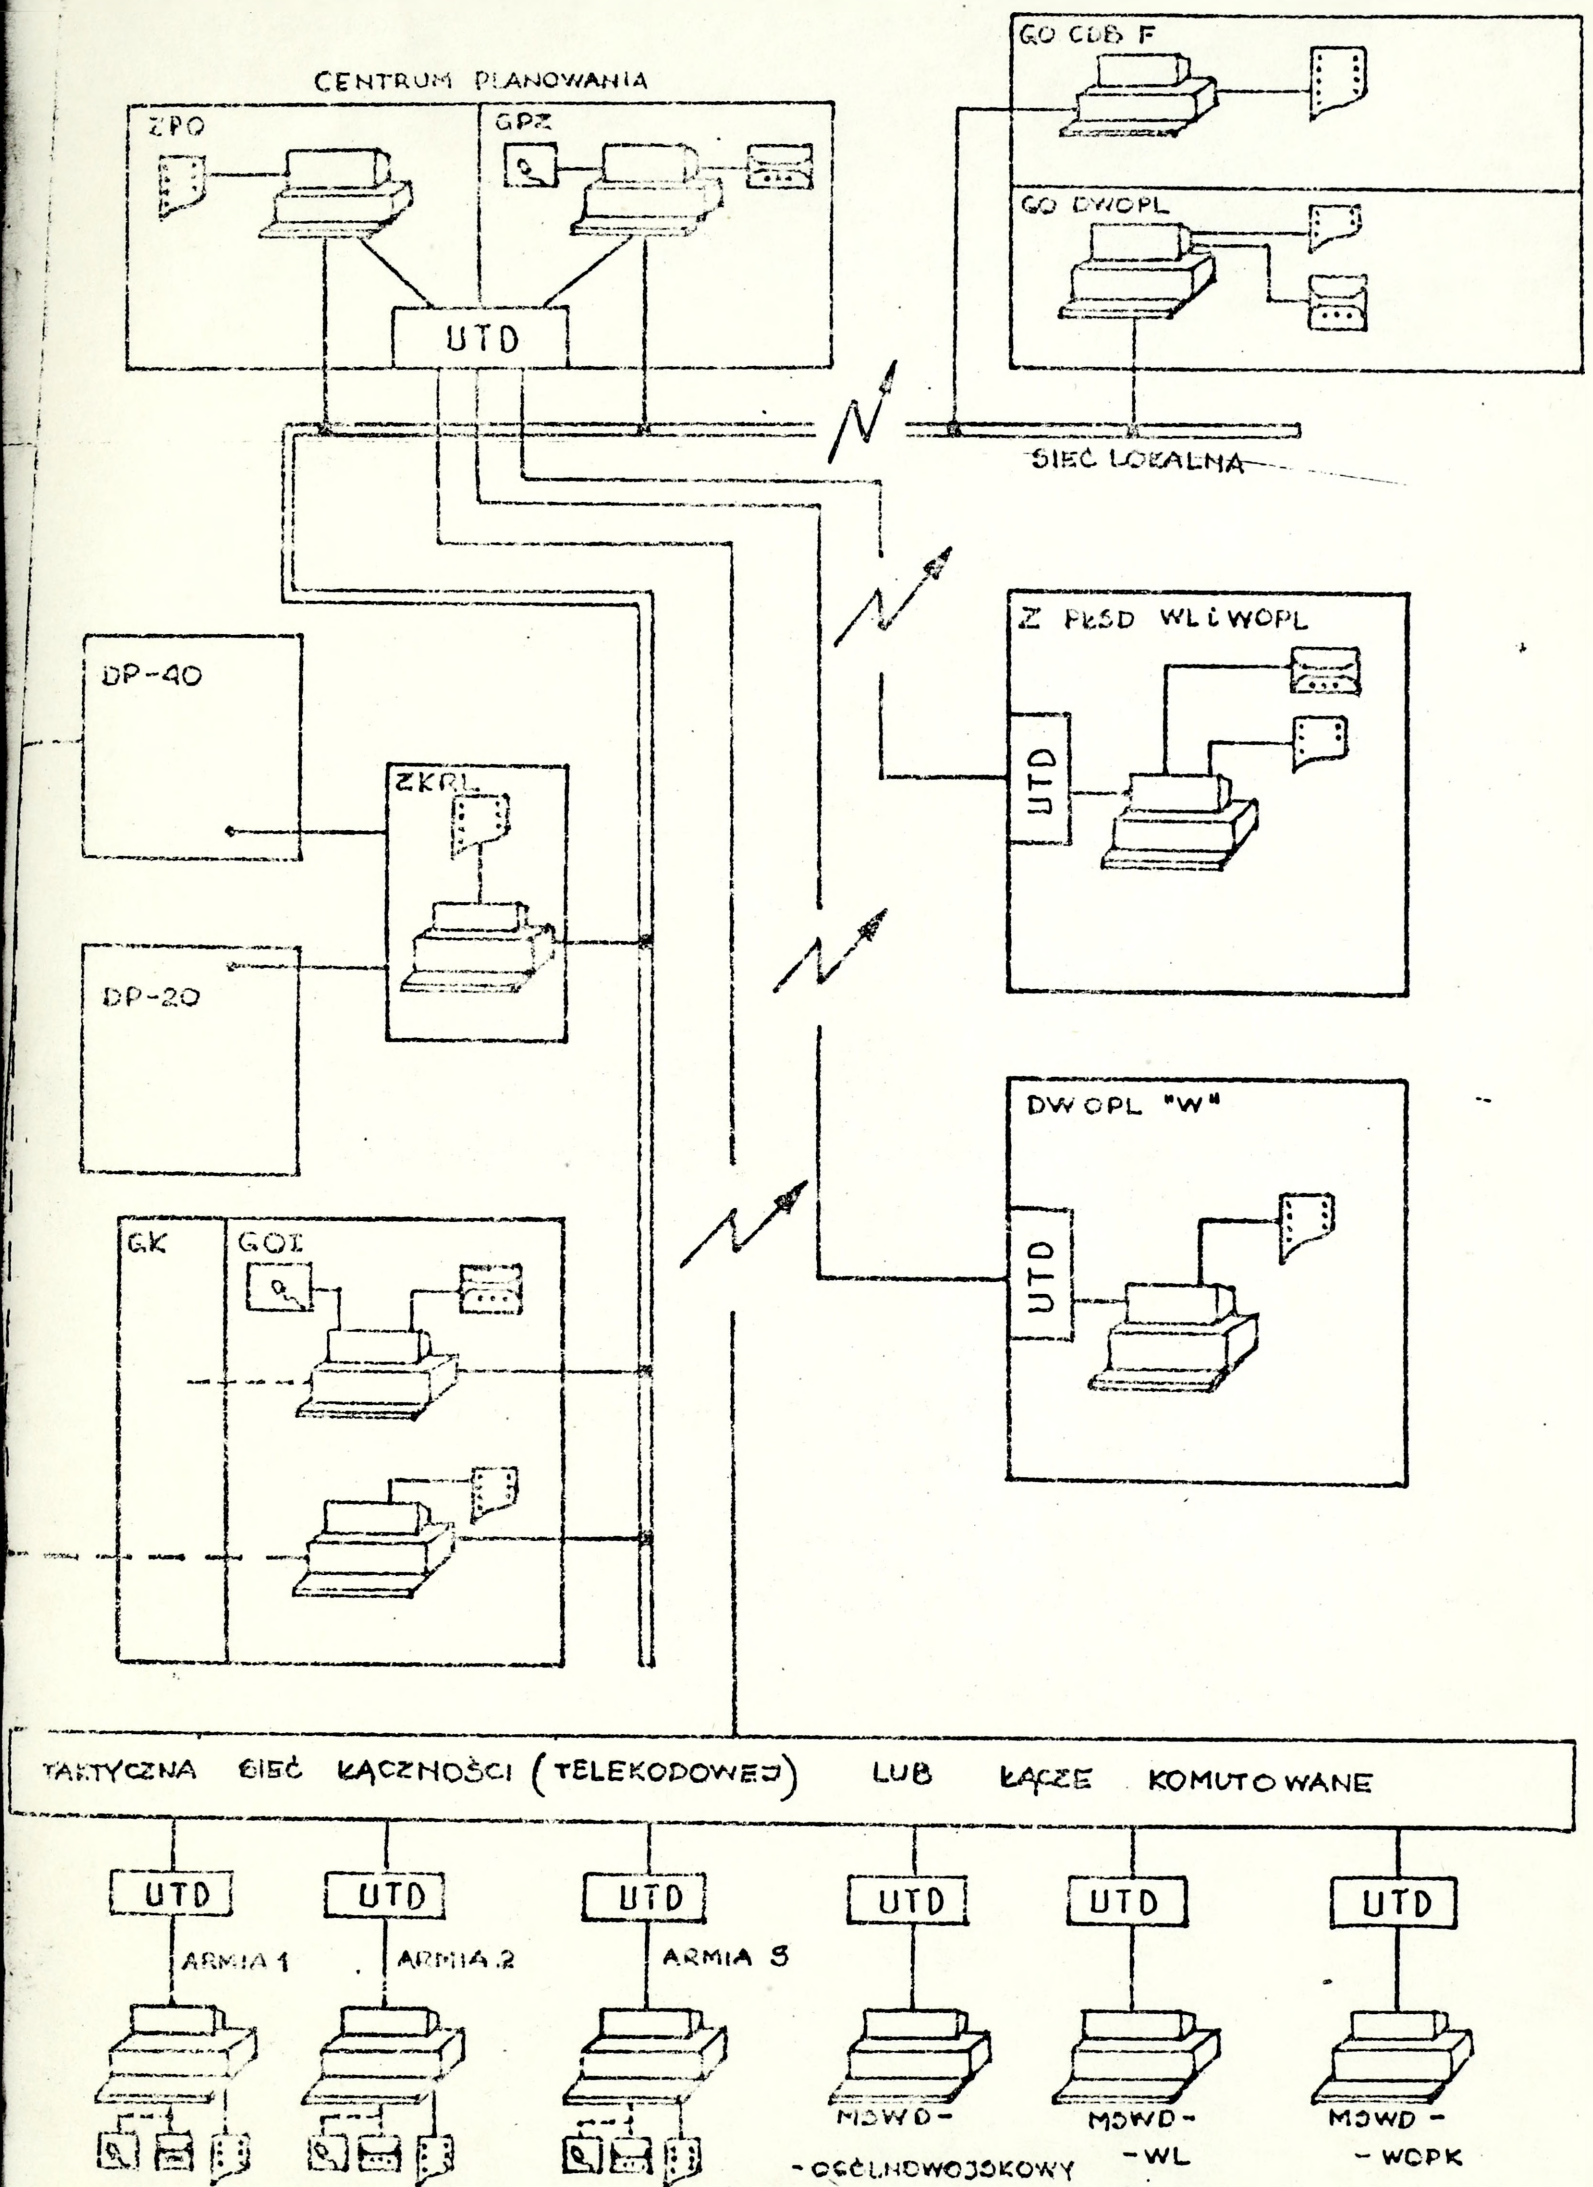 CENTRUM PLANOWANIA
ZPO
GPZ
UTD
GO CDB F
GO DWOPL
SIEĆ LOKALNA
Z PŁSD WL i WOPL
UTD
DP-40
ZKRL
DP-20
DWOPL "W"
UTD
GK
GOI
TAKTYCZNA SIEĆ ŁĄCZNOŚCI (TELEKODOWEJ) LUB ŁĄCZE KOMUTOWANE
UTD UTD UTD UTD UTD UTD
ARMIA 1 ARMIA 2 ARMIA 3
MSWD- MSWD- MSWD -
-OGÓLNOWOJSKOWY -WL - WOPK